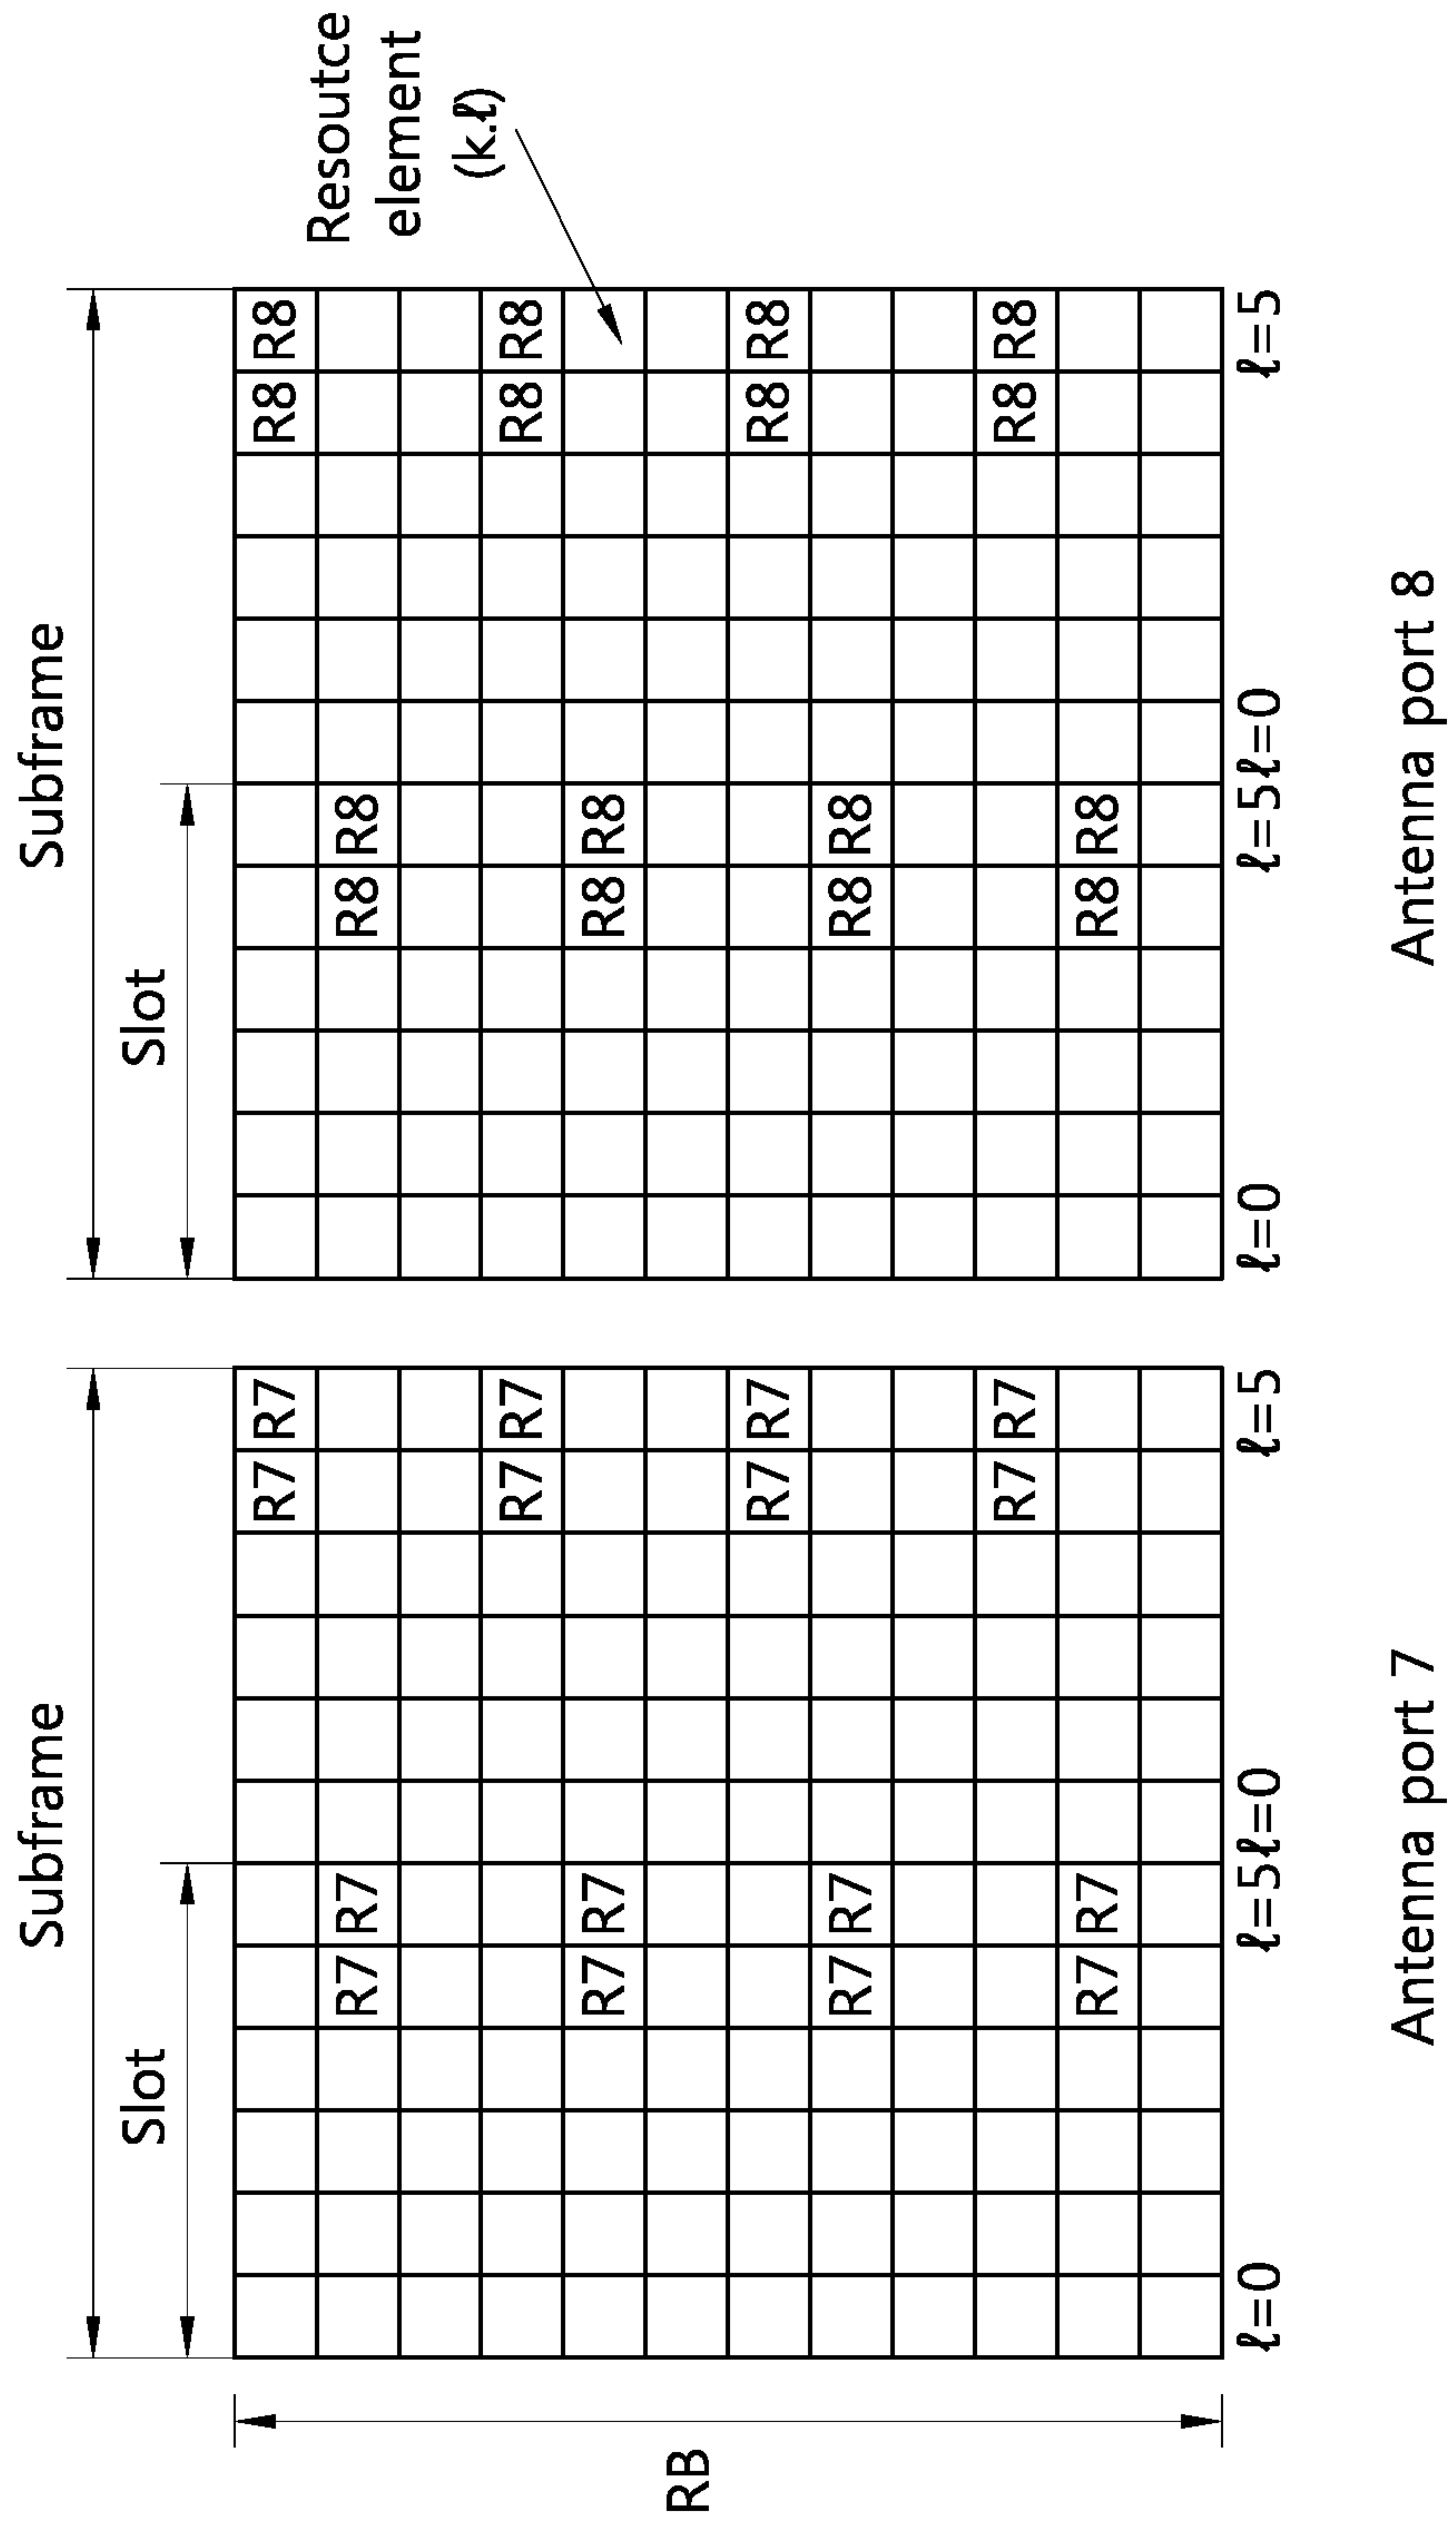 Subframe
Subframe
Slot
Slot
R7 R7 R8 R8
Resoutce
element
(k.ℓ)
R7 R7 R8 R8
R7 R7 R8 R8
R7 R7 R8 R8
RB
R7 R7 R8 R8
R7 R7 R8 R8
R7 R7 R8 R8
R7 R7 R8 R8
ℓ=0 ℓ=5 ℓ=0 ℓ=5
ℓ=0 ℓ=5 ℓ=0 ℓ=5
Antenna port 7
Antenna port 8